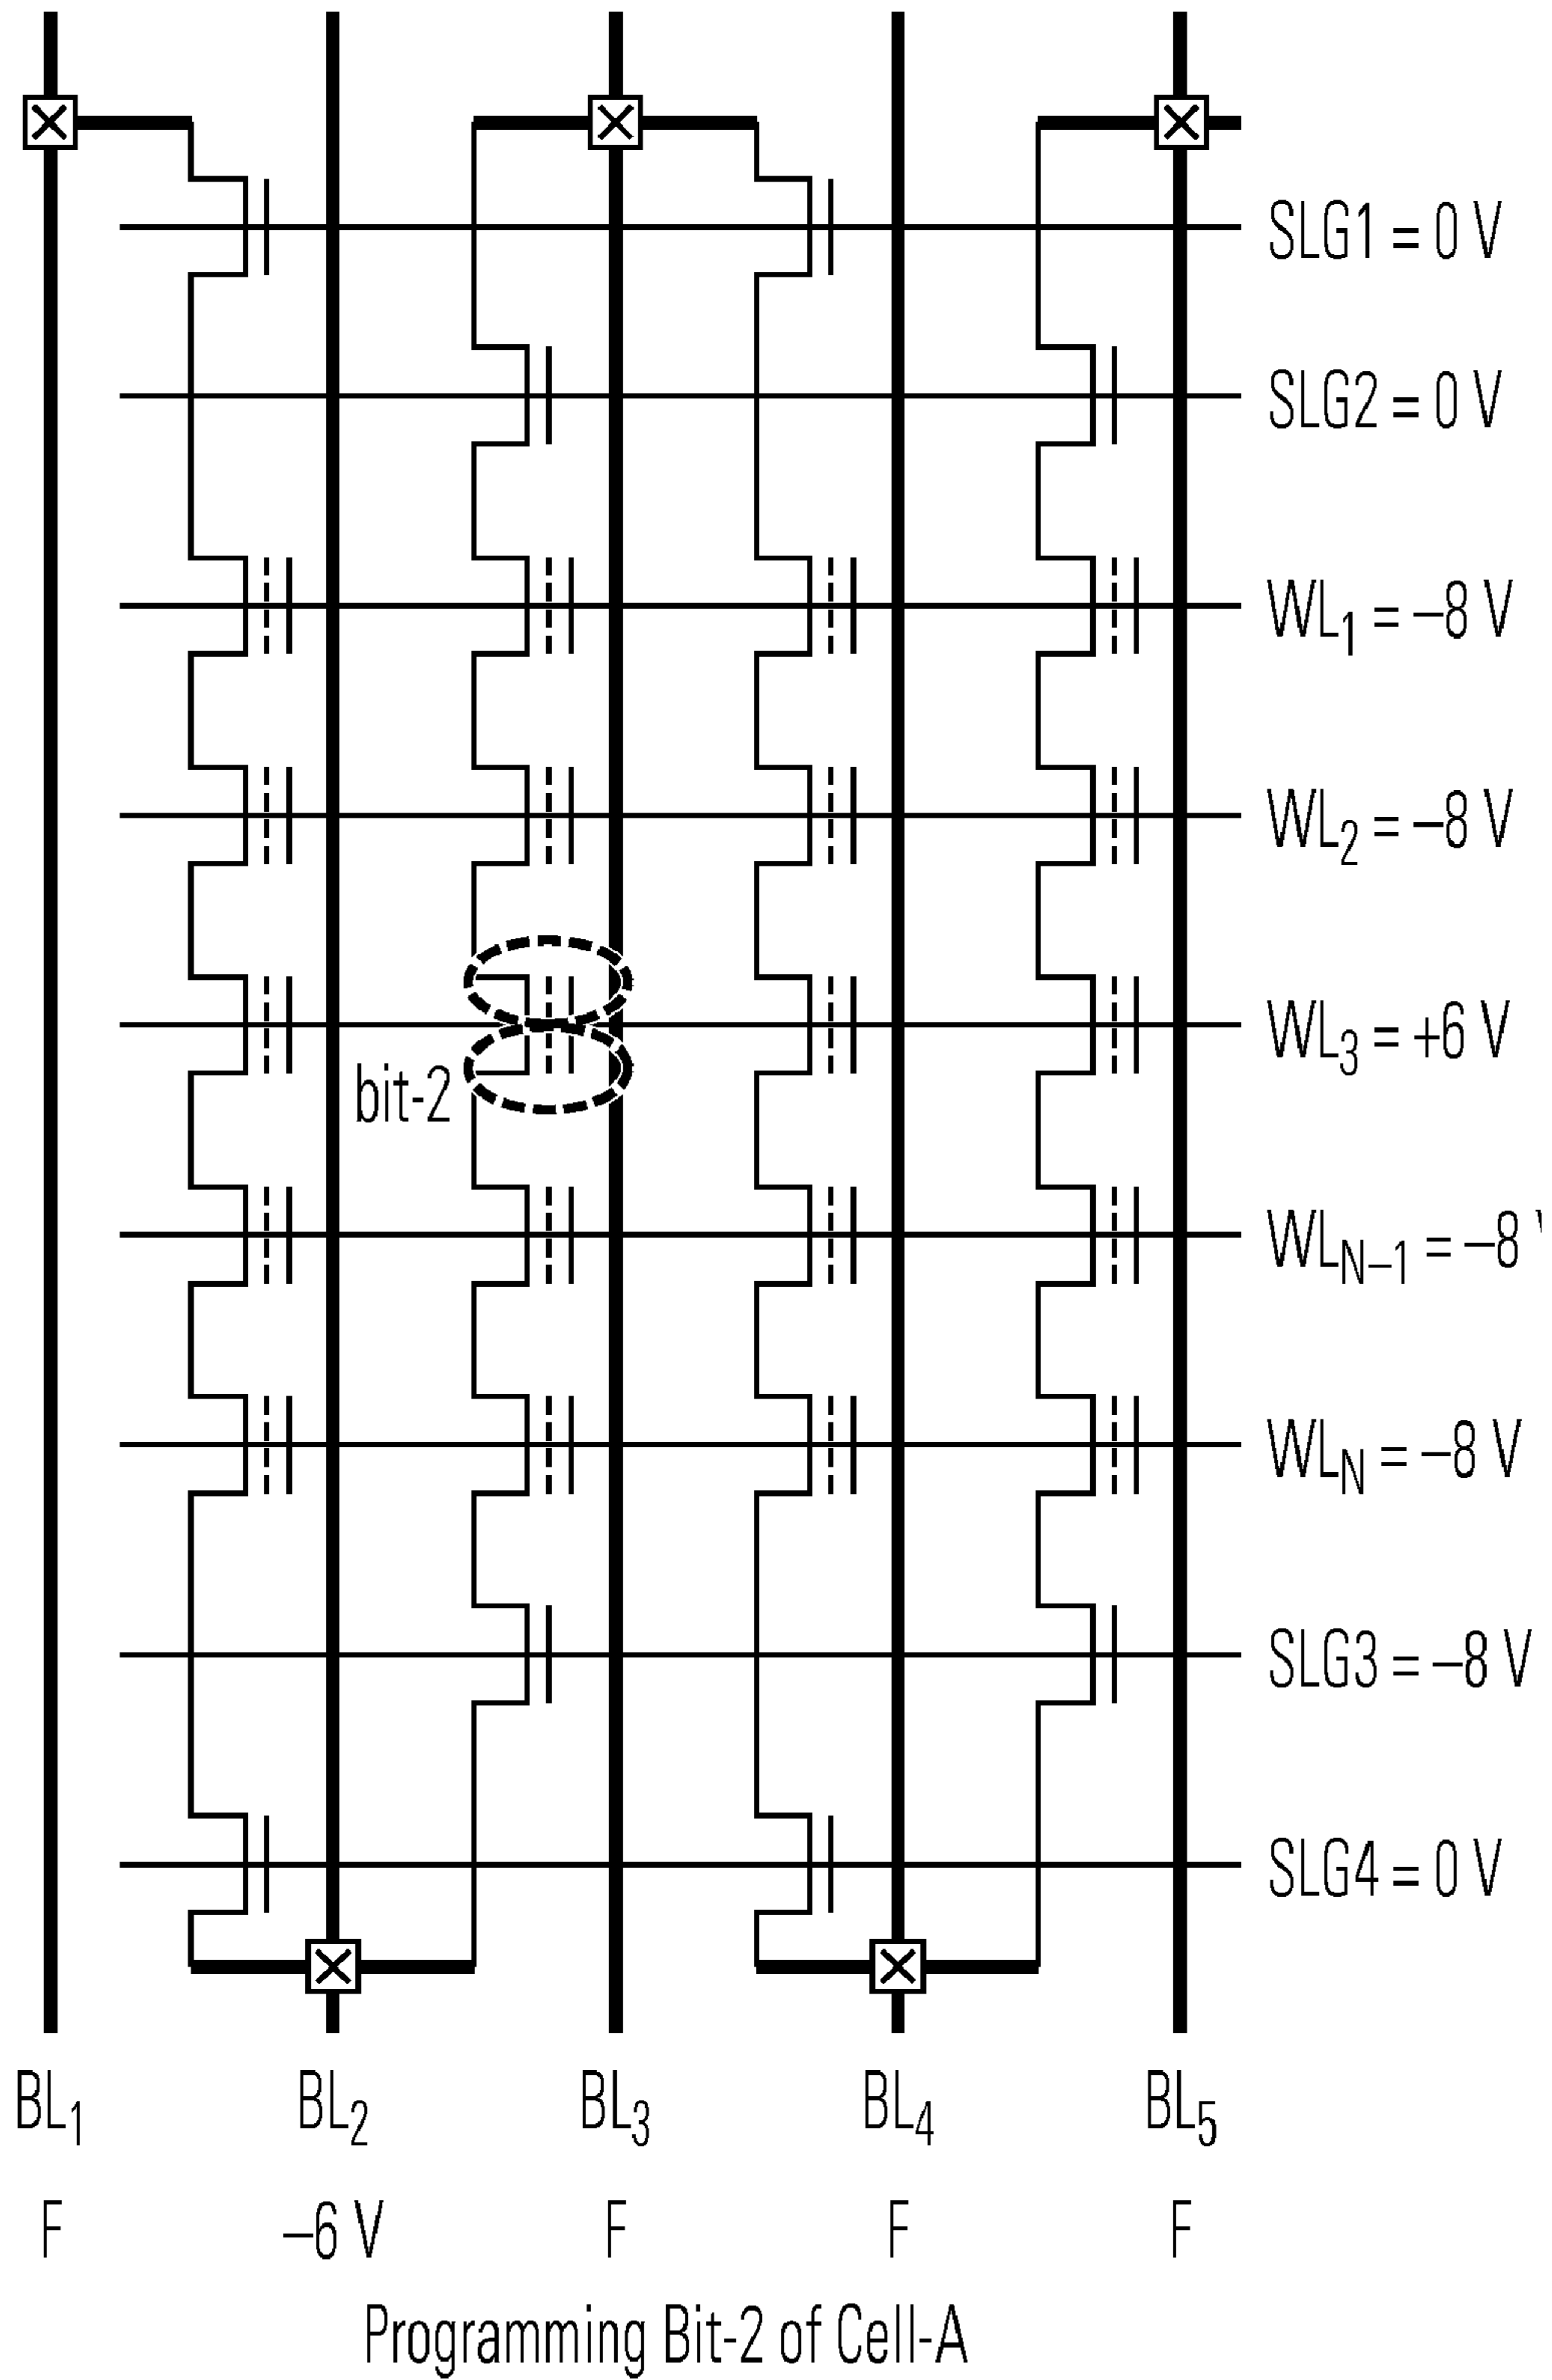 SLG1 = 0 V
SLG2 = 0 V
WL1 = –8 V
WL2 = –8 V
WL3 = +6 V
bit-2
WLN–1 = –8 V
WLN = –8 V
SLG3 = –8 V
SLG4 = 0 V
BL1 BL2 BL3 BL4 BL5
F –6 V F F F
Programming Bit-2 of Cell-A